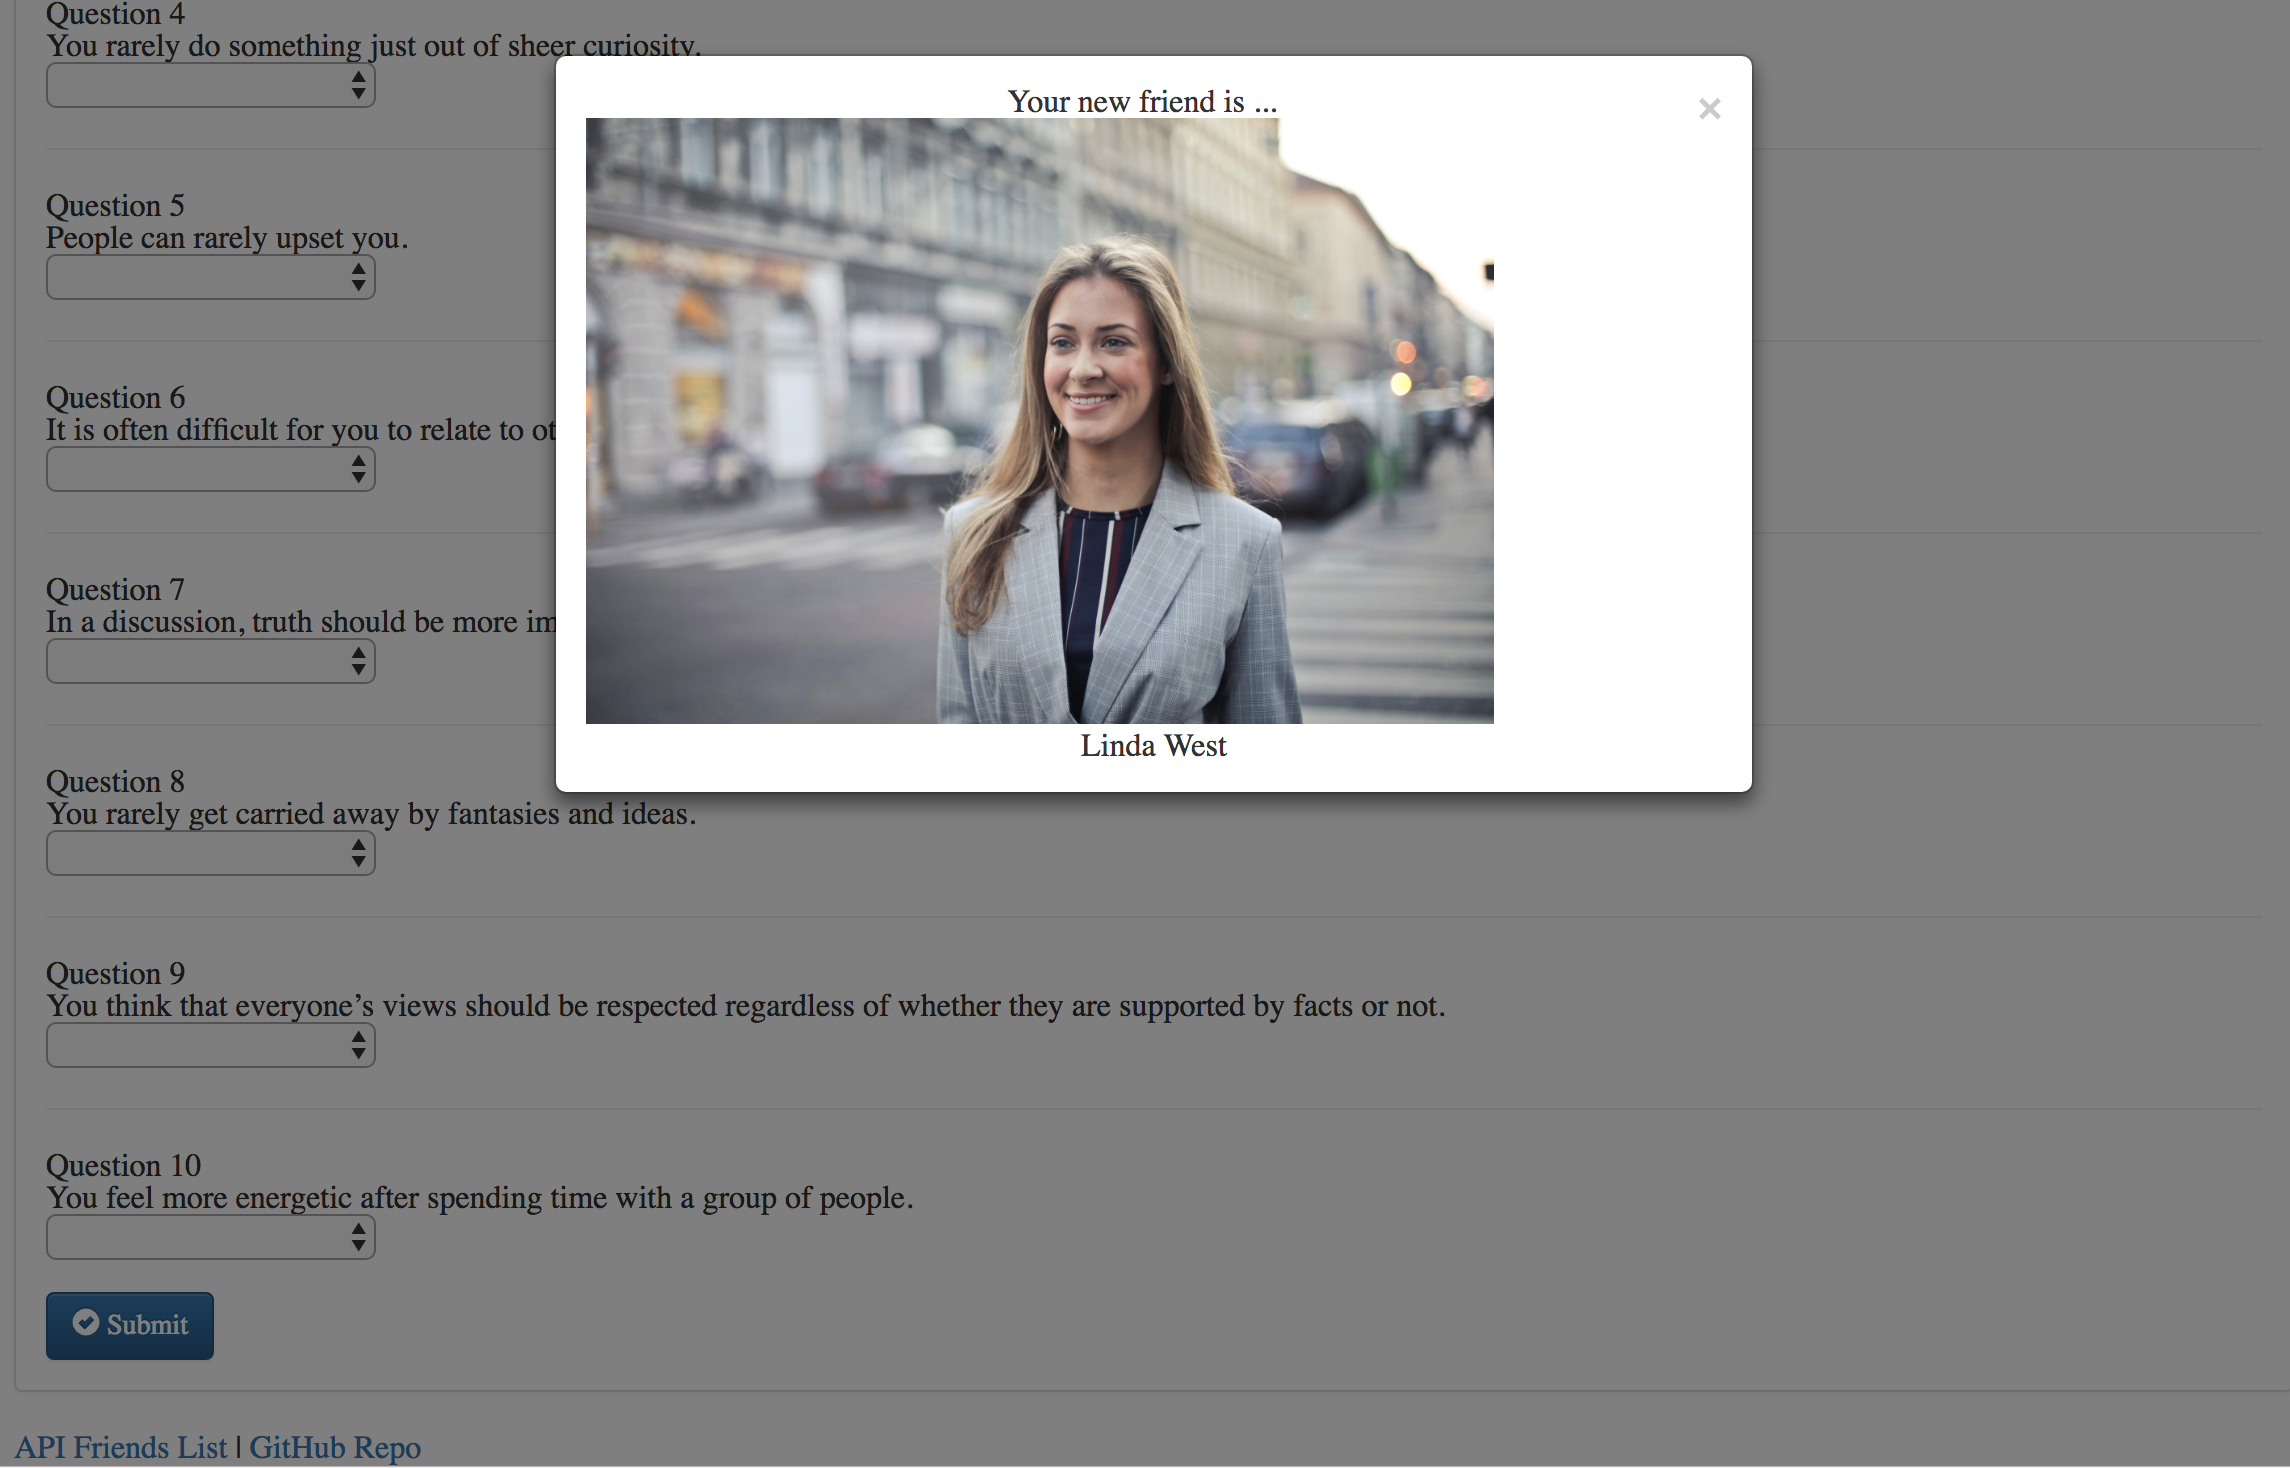 Question 4
You rarely do something just out of sheer curiosity.
Your new friend is ...
×
Question 5
People can rarely upset you.
Question 6
It is often difficult for you to relate to
Question 7
In a discussion, truth should be more
Linda West
Question 8
You rarely get carried away by fantasies and ideas.
Question 9
You think that everyone’s views should be respected regardless of whether they are supported by facts or not.
Question 10
You feel more energetic after spending time with a group of people.
Submit
API Friends List | GitHub Repo